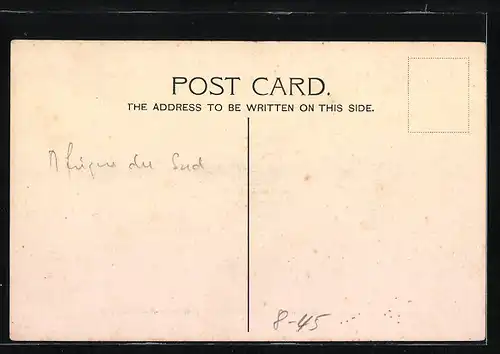 POST CARD.
THE ADDRESS TO BE WRITTEN ON THIS SIDE.
Afrique du Sud
8-45